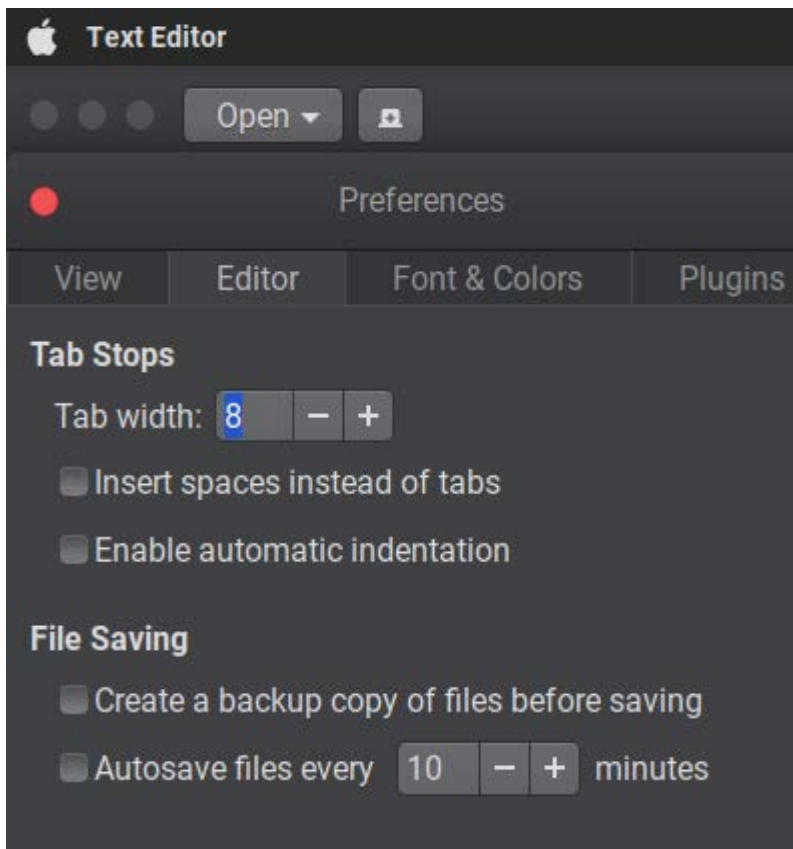 Text Editor
Open
Preferences
View Editor Font & Colors Plugins
Tab Stops
Tab width: 8 − +
Insert spaces instead of tabs
Enable automatic indentation
File Saving
Create a backup copy of files before saving
Autosave files every 10 − + minutes